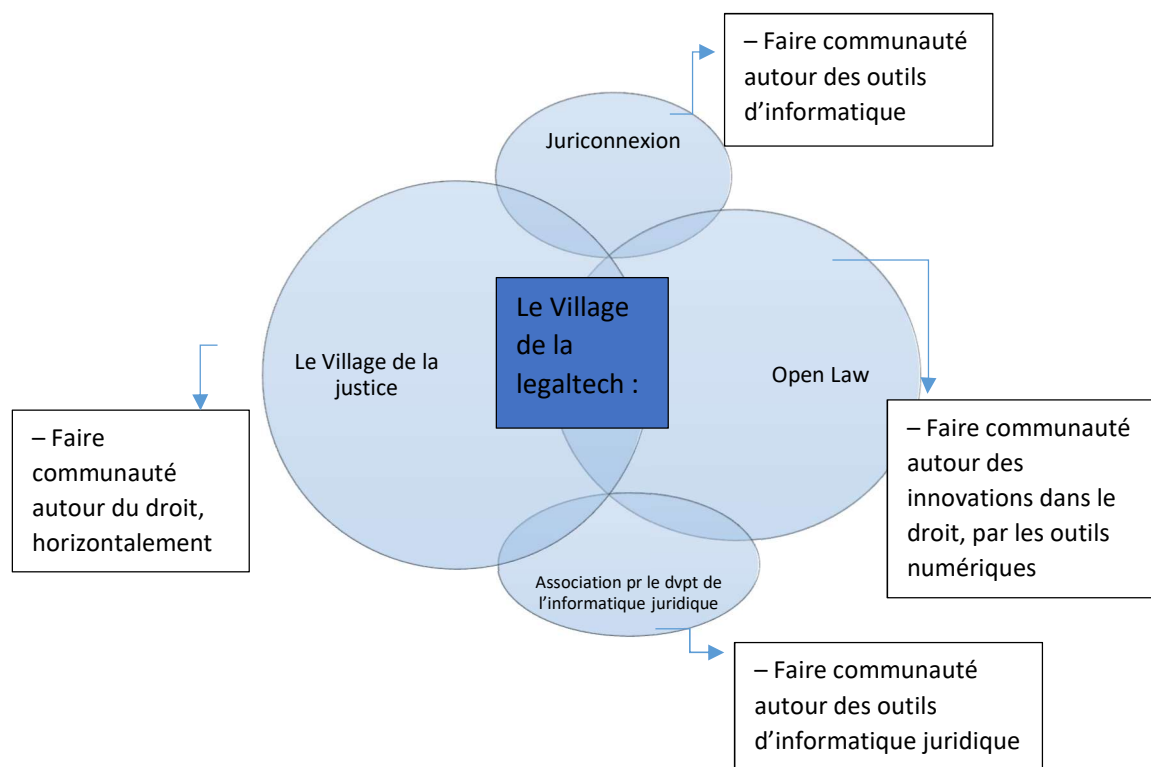 – Faire communauté
autour des outils
d’informatique
Juriconnexion
Le Village
de la
legaltech :
Le Village de la
justice
Open Law
– Faire
communauté
autour du droit,
horizontalement
– Faire communauté
autour des
innovations dans le
droit, par les outils
numériques
Association pr le dvpt de
l’informatique juridique
– Faire communauté
autour des outils
d’informatique juridique